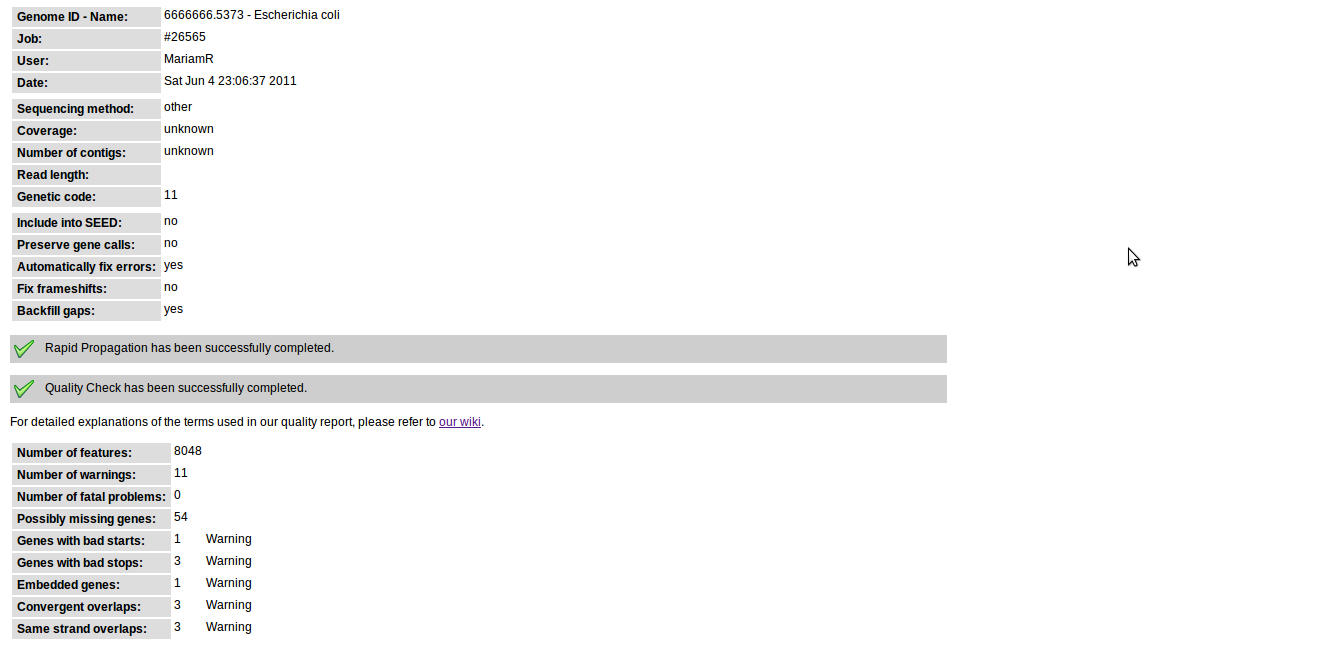 Genome ID - Name: 6666666.5373 - Escherichia coli
Job: #26565
User: MariamR
Date: Sat Jun 4 23:06:37 2011
Sequencing method: other
Coverage: unknown
Number of contigs: unknown
Read length:
Genetic code: 11
Include into SEED: no
Preserve gene calls: no
Automatically fix errors: yes
Fix frameshifts: no
Backfill gaps: yes
Rapid Propagation has been successfully completed.
Quality Check has been successfully completed.
For detailed explanations of the terms used in our quality report, please refer to our wiki.
Number of features: 8048
Number of warnings: 11
Number of fatal problems: 0
Possibly missing genes: 54
Genes with bad starts: 1 Warning
Genes with bad stops: 3 Warning
Embedded genes: 1 Warning
Convergent overlaps: 3 Warning
Same strand overlaps: 3 Warning